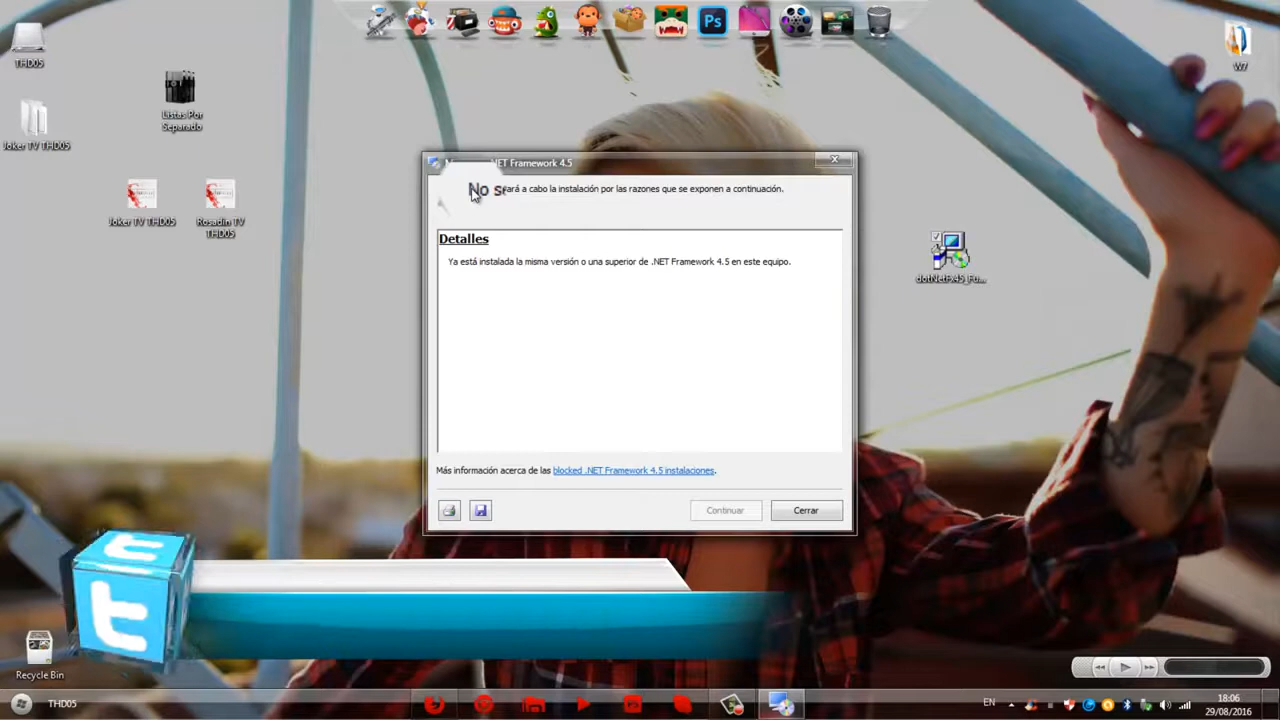 THD05
Joker TV THD05
Listas Por
Separado
Joker TV THD05
Rosadin TV
THD05
Ps
W7
.NET Framework 4.5
No se
ará a cabo la instalación por las razones que se exponen a continuación.
Detalles
Ya está instalada la misma versión o una superior de .NET Framework 4.5 en este equipo.
Más información acerca de las blocked .NET Framework 4.5 instalaciones.
Continuar
Cerrar
dotNetFx45_Fu...
t
t
Recycle Bin
THD05
EN
18:06
29/08/2016